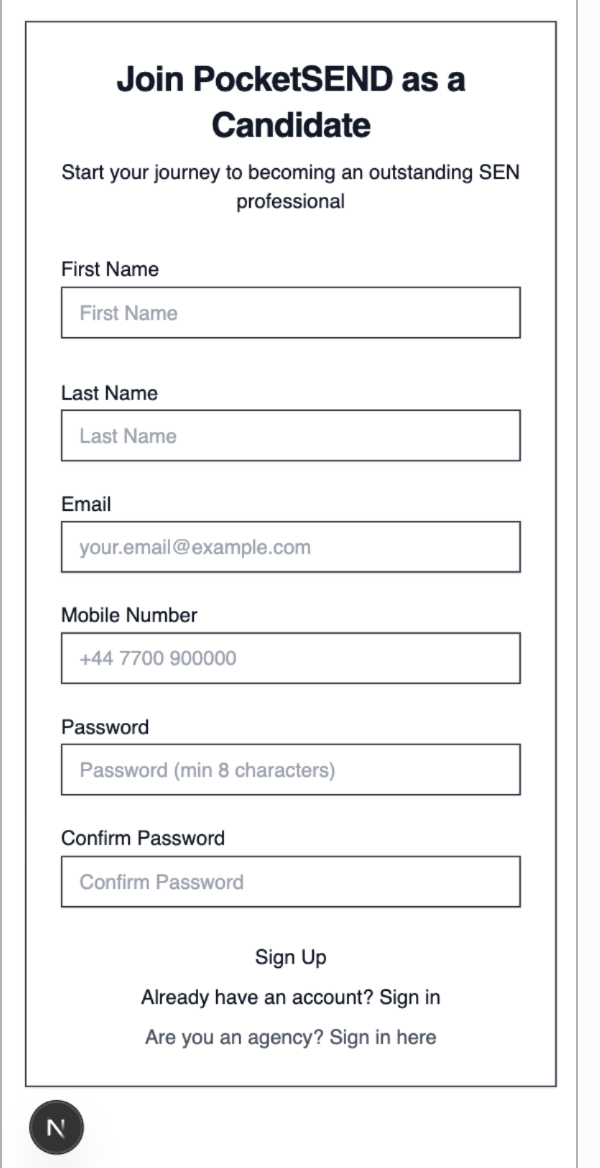 Join PocketSEND as a
Candidate
Start your journey to becoming an outstanding SEN
professional
First Name
First Name
Last Name
Last Name
Email
your.email@example.com
Mobile Number
+44 7700 900000
Password
Password (min 8 characters)
Confirm Password
Confirm Password
Sign Up
Already have an account? Sign in
Are you an agency? Sign in here
N